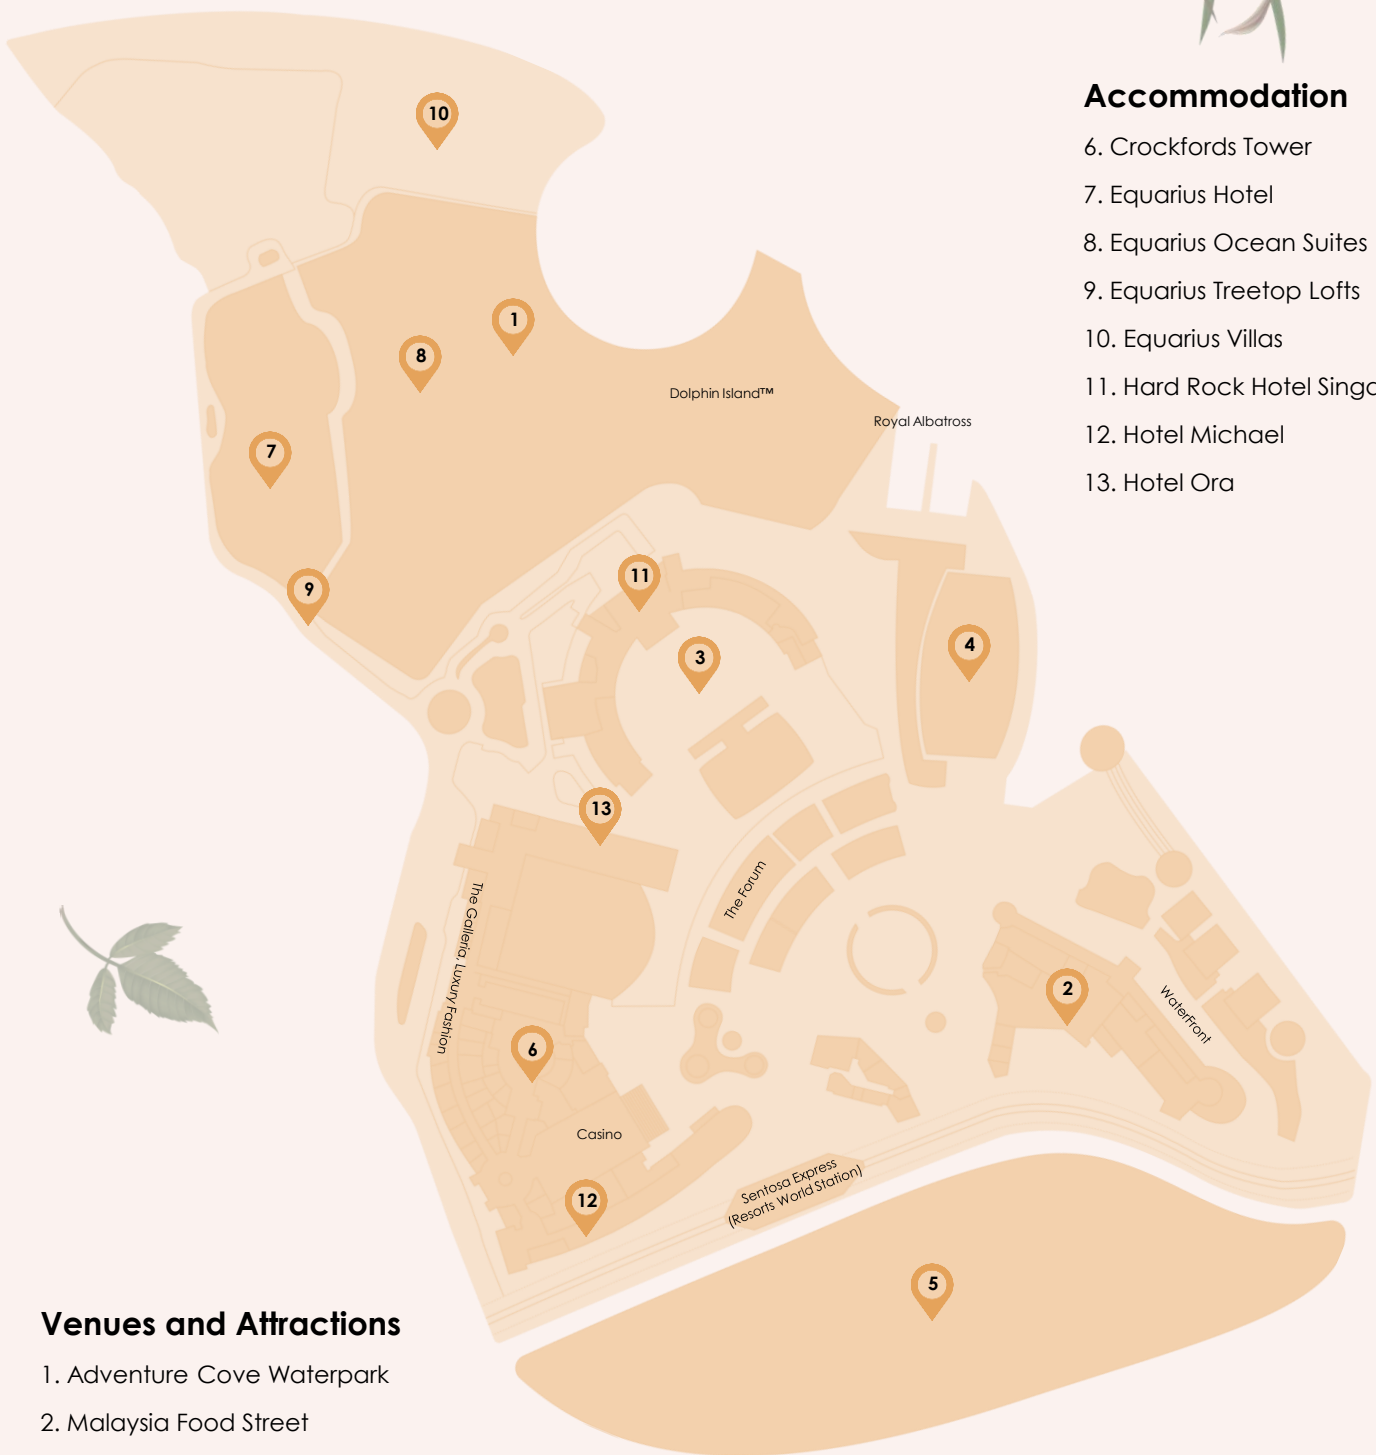 Accommodation
6. Crockfords Tower
7. Equarius Hotel
8. Equarius Ocean Suites
9. Equarius Treetop Lofts
10. Equarius Villas
11. Hard Rock Hotel Singa
12. Hotel Michael
13. Hotel Ora
10
1
8
Dolphin Island™
Royal Albatross
7
11
9
4
3
13
The Forum
The Galleria, Luxury Fashion
2
WaterFront
6
Casino
Sentosa Express
(Resorts World Station)
12
5
Venues and Attractions
1. Adventure Cove Waterpark
2. Malaysia Food Street